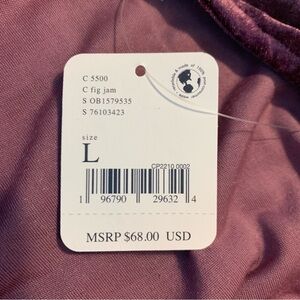 C 5500
C fig jam
S OB1579535
S 76103423
size
L
CP2210 0002
1 96790 29632 4
MSRP $68.00 USD